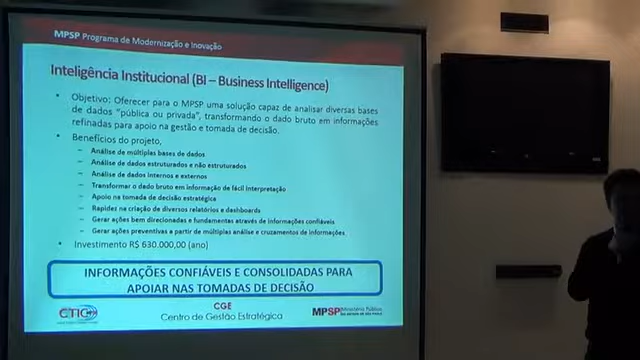 MPSP Programa de Modernização e Inovação
Inteligência Institucional (BI – Business Intelligence)
• Objetivo: Oferecer para o MPSP uma solução capaz de analisar diversas bases
de dados "pública ou privada", transformando o dado bruto em informações
refinadas para apoio na gestão e tomada de decisão.
• Benefícios do projeto,
– Análise de múltiplas bases de dados
– Análise de dados estruturados e não estruturados
– Análise de dados internos e externos
– Transformar o dado bruto em informação de fácil interpretação
– Apoio na tomada de decisão estratégica
– Rapides na criação de diversos relatórios e dashboards
– Gerar ações bem direcionadas e fundamentas através de informações confiáveis
– Gerar ações preventivas a partir de múltiplas análise e cruzamentos de informações
• Investimento R$ 630.000,00 (ano)
INFORMAÇÕES CONFIÁVEIS E CONSOLIDADAS PARA
APOIAR NAS TOMADAS DE DECISÃO
CTIC
CGE
Centro de Gestão Estratégica
MPSP Ministério Público